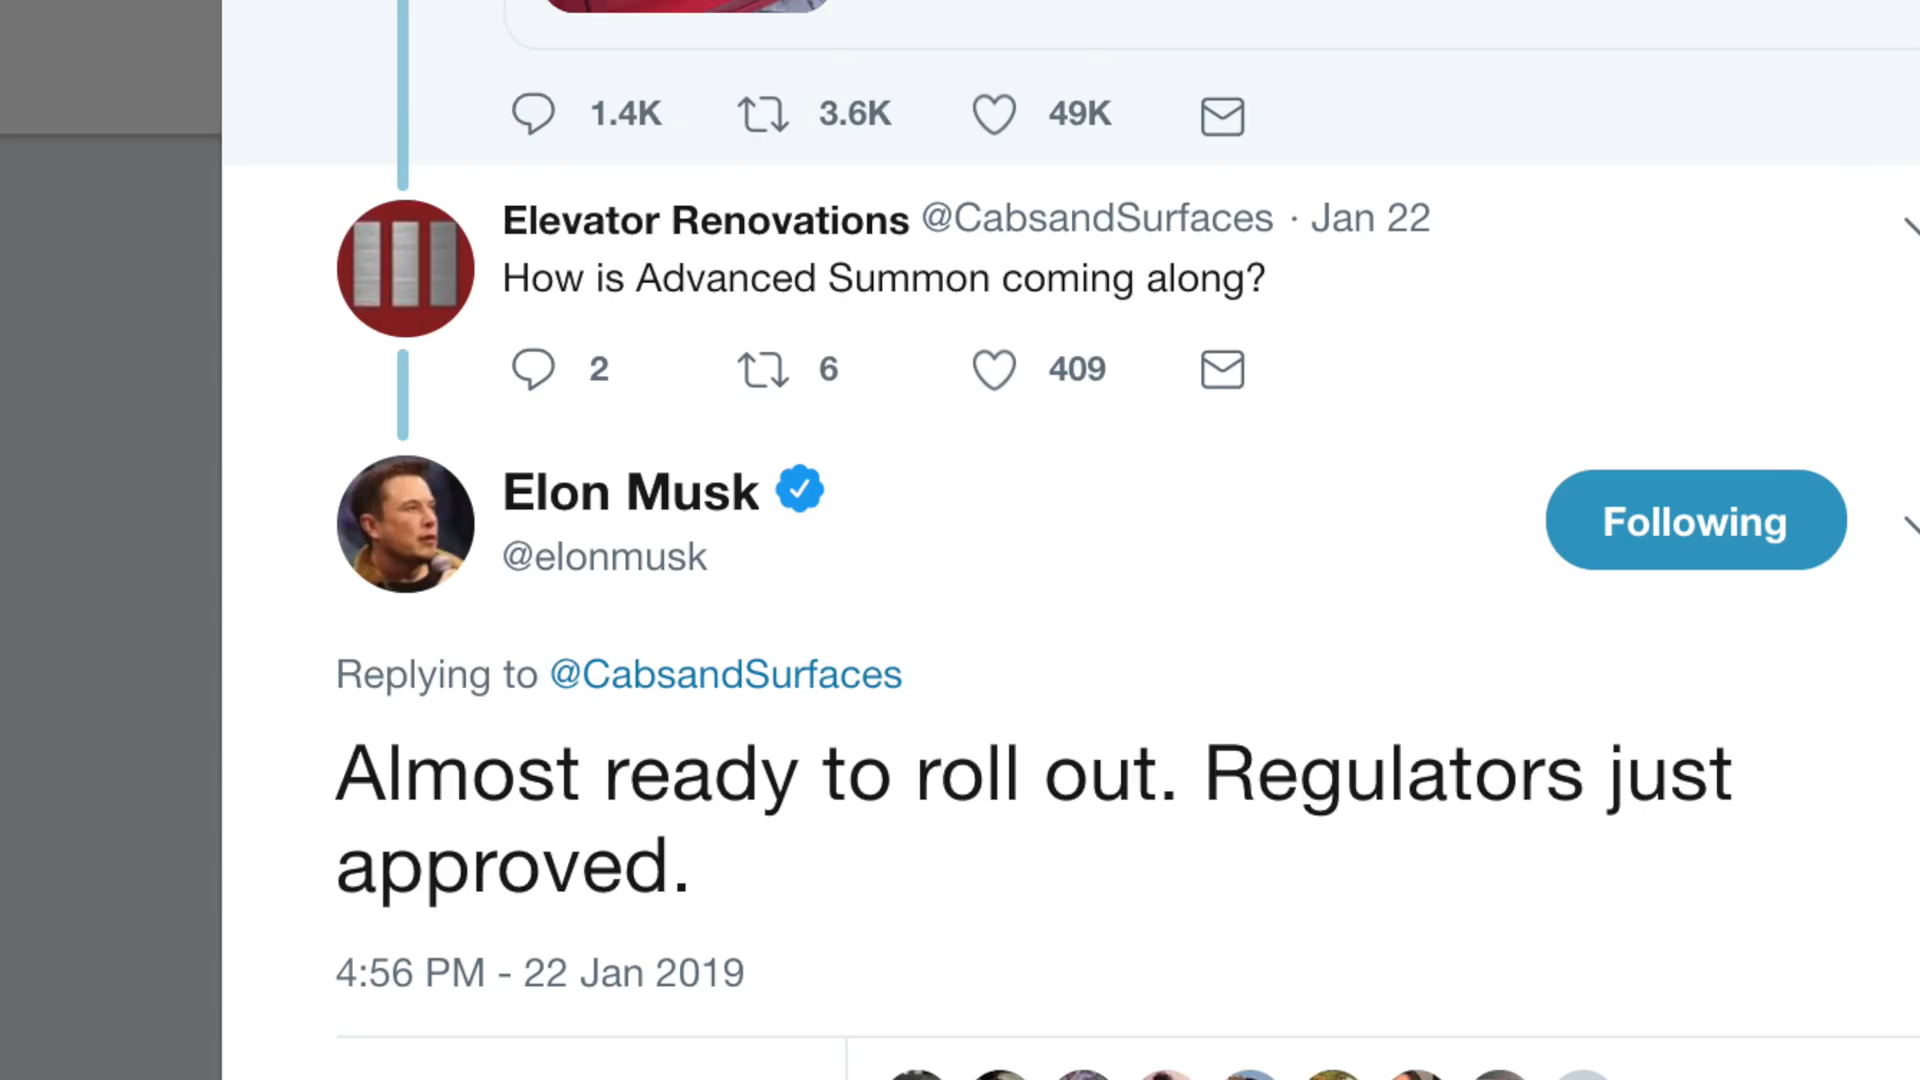 1.4K 3.6K 49K
Elevator Renovations @CabsandSurfaces · Jan 22
How is Advanced Summon coming along?
2 6 409
Elon Musk
@elonmusk
Following
Replying to @CabsandSurfaces
Almost ready to roll out. Regulators just
approved.
4:56 PM - 22 Jan 2019